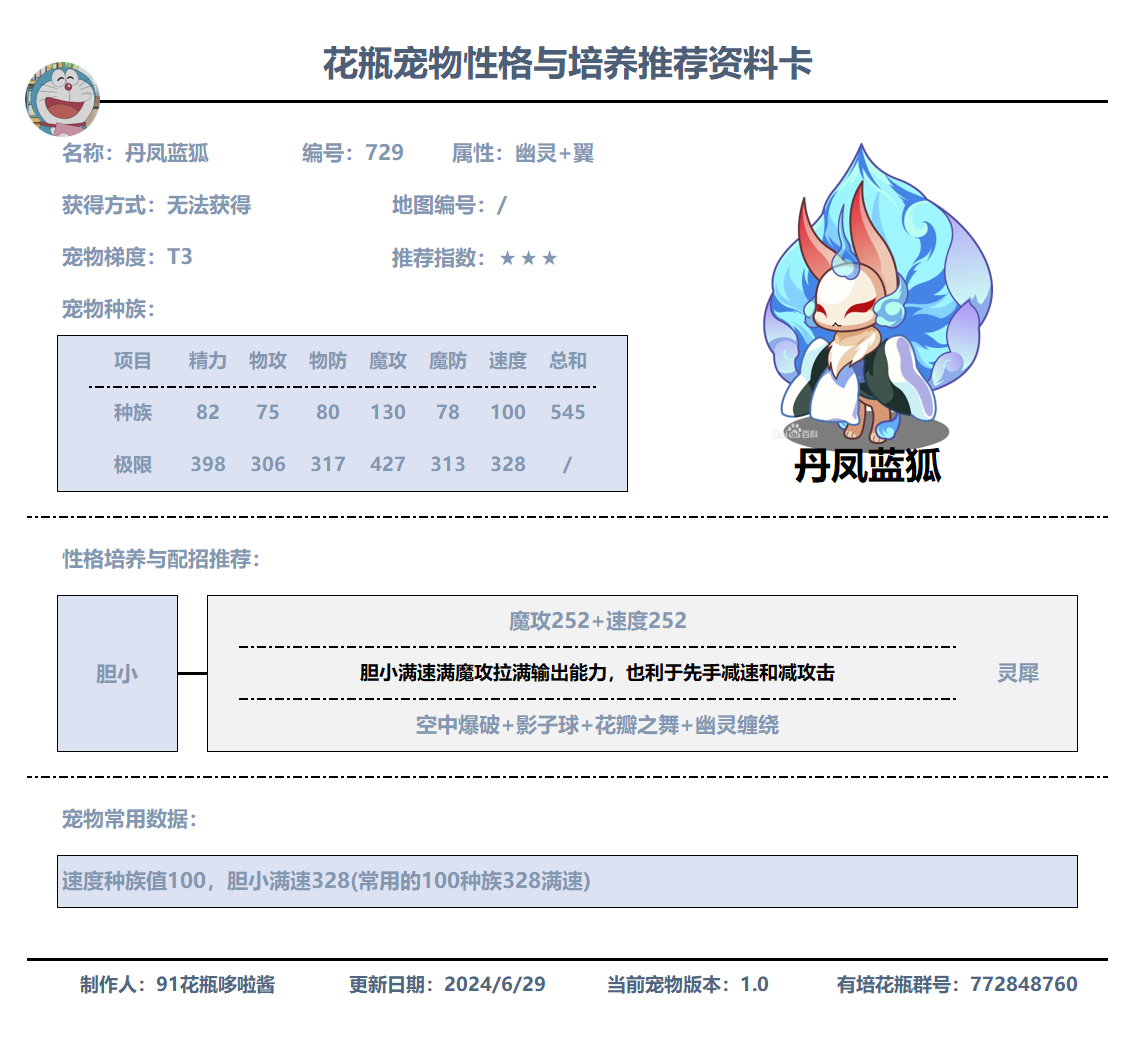 花瓶宠物性格与培养推荐资料卡
名称：丹凤蓝狐 编号：729 属性：幽灵+翼
获得方式：无法获得 地图编号：/
宠物梯度：T3 推荐指数：★★★
宠物种族：
项目 精力 物攻 物防 魔攻 魔防 速度 总和
种族 82 75 80 130 78 100 545
极限 398 306 317 427 313 328 /
百科
丹凤蓝狐
性格培养与配招推荐：
胆小
魔攻252+速度252
胆小满速满魔攻拉满输出能力，也利于先手减速和减攻击
灵犀
空中爆破+影子球+花瓣之舞+幽灵缠绕
宠物常用数据：
速度种族值100，胆小满速328(常用的100种族328满速)
制作人：91花瓶哆啦酱 更新日期：2024/6/29 当前宠物版本：1.0 有培花瓶群号：772848760